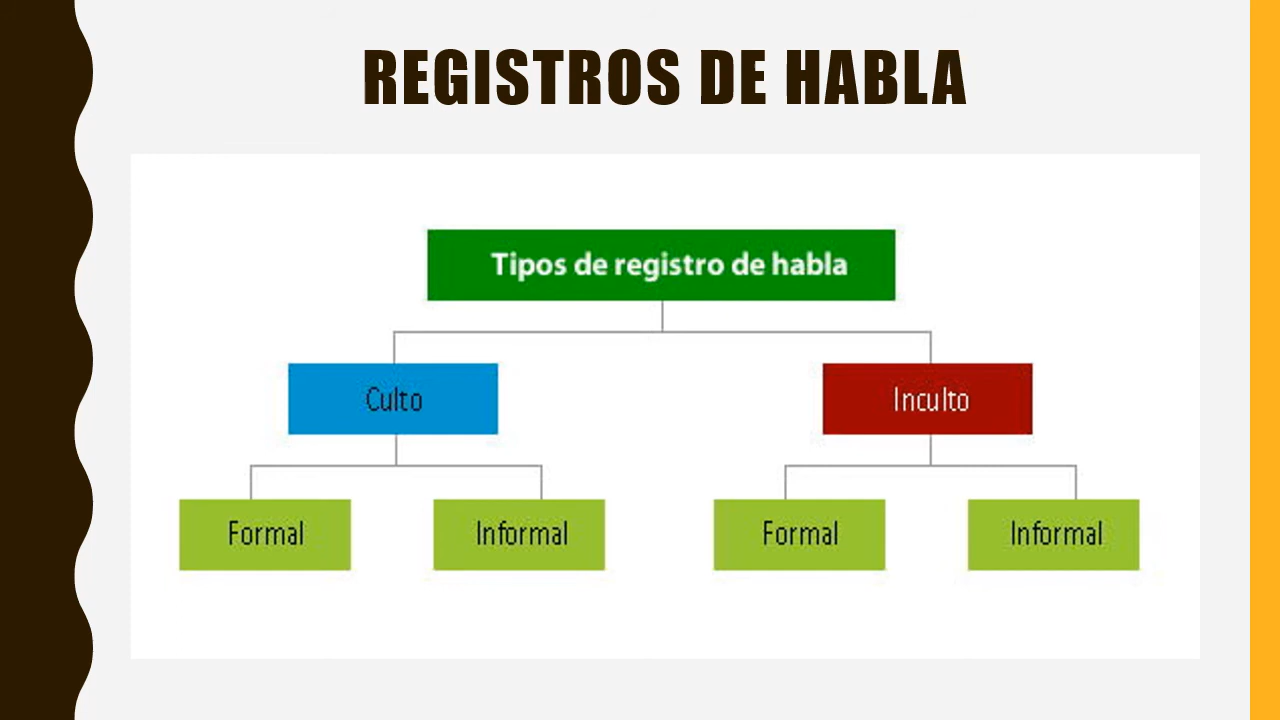 REGISTROS DE HABLA
Tipos de registro de habla
Culto
Inculto
Formal
Informal
Formal
Informal